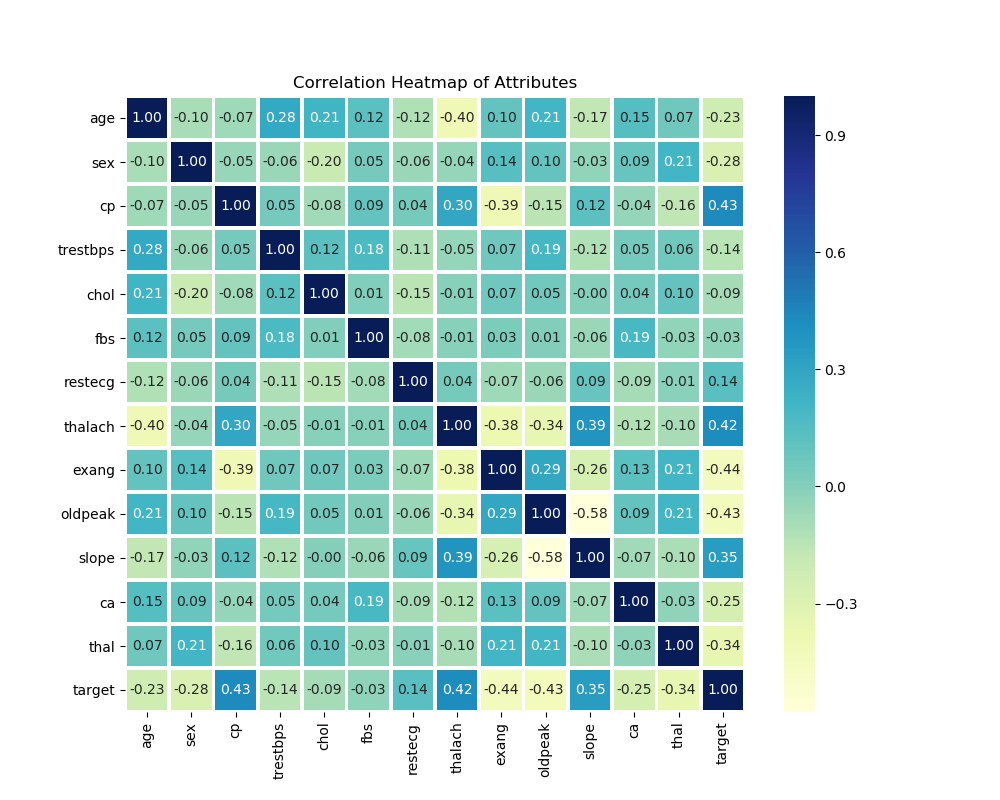 Correlation Heatmap of Attributes
age 1.00 -0.10 -0.07 0.28 0.21 0.12 -0.12 -0.40 0.10 0.21 -0.17 0.15 0.07 -0.23
sex -0.10 1.00 -0.05 -0.06 -0.20 0.05 -0.06 -0.04 0.14 0.10 -0.03 0.09 0.21 -0.28
cp -0.07 -0.05 1.00 0.05 -0.08 0.09 0.04 0.30 -0.39 -0.15 0.12 -0.04 -0.16 0.43
trestbps 0.28 -0.06 0.05 1.00 0.12 0.18 -0.11 -0.05 0.07 0.19 -0.12 0.05 0.06 -0.14
chol 0.21 -0.20 -0.08 0.12 1.00 0.01 -0.15 -0.01 0.07 0.05 -0.00 0.04 0.10 -0.09
fbs 0.12 0.05 0.09 0.18 0.01 1.00 -0.08 -0.01 0.03 0.01 -0.06 0.19 -0.03 -0.03
restecg -0.12 -0.06 0.04 -0.11 -0.15 -0.08 1.00 0.04 -0.07 -0.06 0.09 -0.09 -0.01 0.14
thalach -0.40 -0.04 0.30 -0.05 -0.01 -0.01 0.04 1.00 -0.38 -0.34 0.39 -0.12 -0.10 0.42
exang 0.10 0.14 -0.39 0.07 0.07 0.03 -0.07 -0.38 1.00 0.29 -0.26 0.13 0.21 -0.44
oldpeak 0.21 0.10 -0.15 0.19 0.05 0.01 -0.06 -0.34 0.29 1.00 -0.58 0.09 0.21 -0.43
slope -0.17 -0.03 0.12 -0.12 -0.00 -0.06 0.09 0.39 -0.26 -0.58 1.00 -0.07 -0.10 0.35
ca 0.15 0.09 -0.04 0.05 0.04 0.19 -0.09 -0.12 0.13 0.09 -0.07 1.00 -0.03 -0.25
thal 0.07 0.21 -0.16 0.06 0.10 -0.03 -0.01 -0.10 0.21 0.21 -0.10 -0.03 1.00 -0.34
target -0.23 -0.28 0.43 -0.14 -0.09 -0.03 0.14 0.42 -0.44 -0.43 0.35 -0.25 -0.34 1.00
age sex cp trestbps chol fbs restecg thalach exang oldpeak slope ca thal target
0.9
0.6
0.3
0.0
−0.3